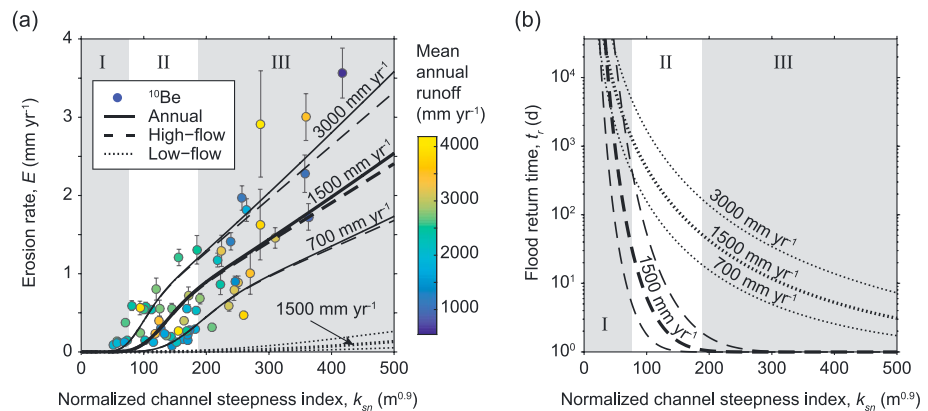 (a)
4
3
2
1
0
Erosion rate, E (mm yr⁻¹)
I
II
III
¹⁰Be
Annual
High-flow
Low-flow
3000 mm yr⁻¹
1500 mm yr⁻¹
700 mm yr⁻¹
1500 mm yr⁻¹
0 100 200 300 400 500
Normalized channel steepness index, kₛₙ (m⁰·⁹)
Mean
annual
runoff
(mm yr⁻¹)
4000
3000
2000
1000
(b)
10⁴
10³
10²
10¹
10⁰
Flood return time, tᵣ (d)
I
II
III
3000 mm yr⁻¹
1500 mm yr⁻¹
700 mm yr⁻¹
1500 mm yr⁻¹
0 100 200 300 400 500
Normalized channel steepness index, kₛₙ (m⁰·⁹)